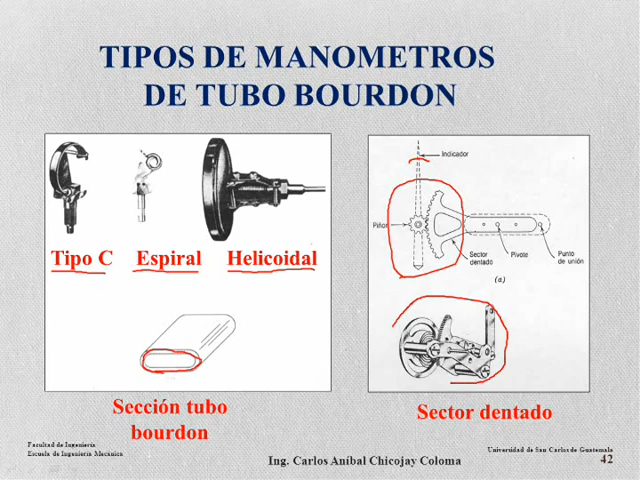 TIPOS DE MANOMETROS
DE TUBO BOURDON
Tipo C Espiral Helicoidal
Sección tubo
bourdon
Indicador
Piñon
Sector
dentado
Pivote
Punto
de unión
(a)
Sector dentado
Facultad de Ingeniería
Escuela de Ingeniería Mecánica
Ing. Carlos Aníbal Chicojay Coloma
Universidad de San Carlos de Guatemala
42